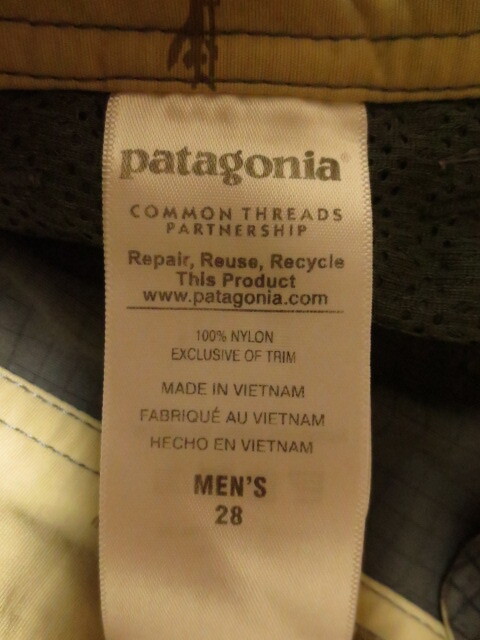 patagonia®
COMMON THREADS
PARTNERSHIP
Repair, Reuse, Recycle
This Product
www.patagonia.com
100% NYLON
EXCLUSIVE OF TRIM
MADE IN VIETNAM
FABRIQUÉ AU VIETNAM
HECHO EN VIETNAM
MEN'S
28